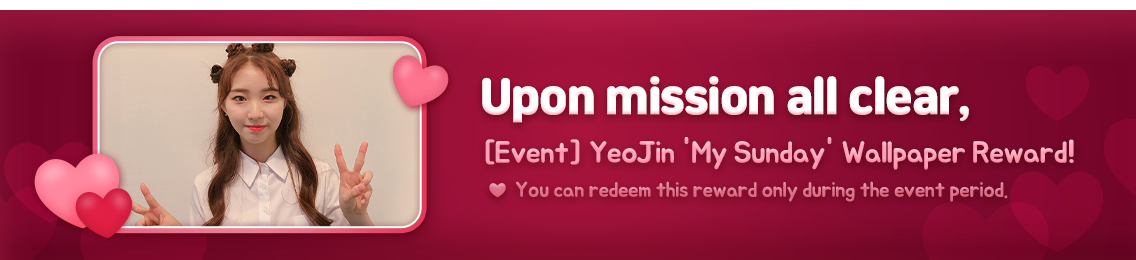 Upon mission all clear,
[Event] YeoJin 'My Sunday' Wallpaper Reward!
You can redeem this reward only during the event period.